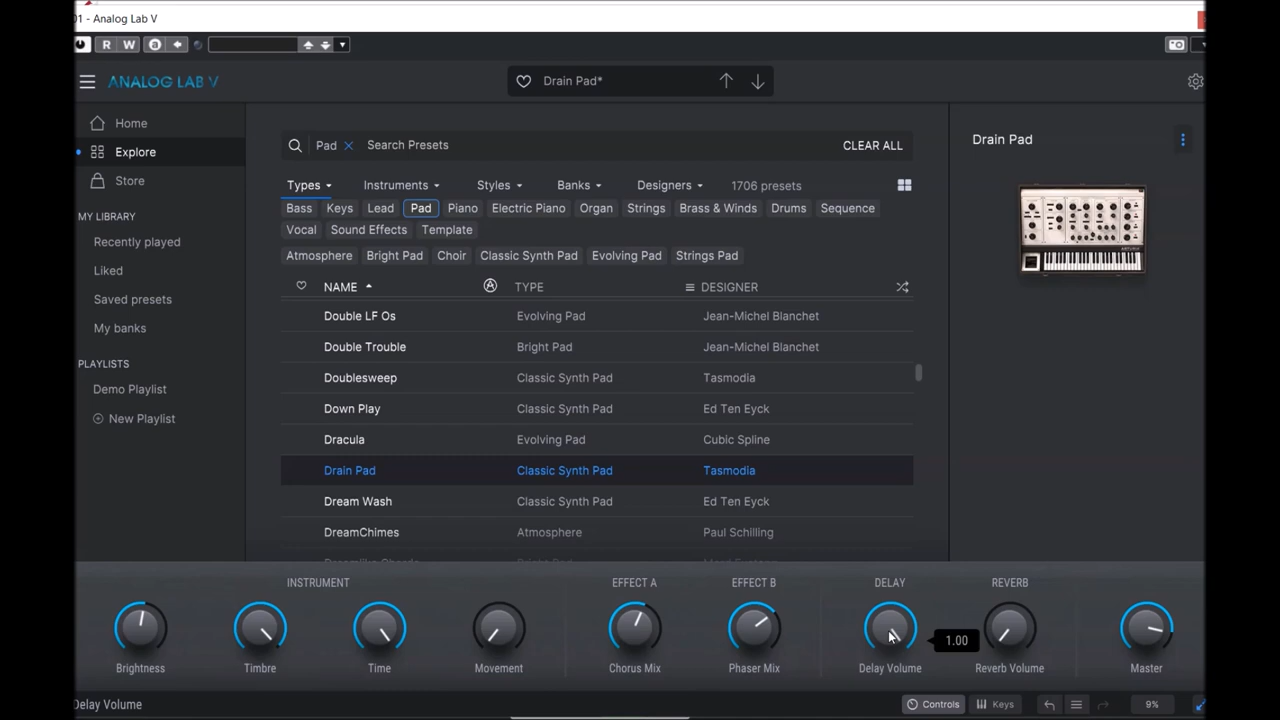 01 - Analog Lab V
R W
ANALOG LAB V
Drain Pad*
Home
Explore
Store
MY LIBRARY
Recently played
Liked
Saved presets
My banks
PLAYLISTS
Demo Playlist
New Playlist
Pad Search Presets CLEAR ALL
Types Instruments Styles Banks Designers 1706 presets
Bass Keys Lead Pad Piano Electric Piano Organ Strings Brass & Winds Drums Sequence
Vocal Sound Effects Template
Atmosphere Bright Pad Choir Classic Synth Pad Evolving Pad Strings Pad
NAME TYPE DESIGNER
Double LF Os Evolving Pad Jean-Michel Blanchet
Double Trouble Bright Pad Jean-Michel Blanchet
Doublesweep Classic Synth Pad Tasmodia
Down Play Classic Synth Pad Ed Ten Eyck
Dracula Evolving Pad Cubic Spline
Drain Pad Classic Synth Pad Tasmodia
Dream Wash Classic Synth Pad Ed Ten Eyck
DreamChimes Atmosphere Paul Schilling
Drain Pad
INSTRUMENT EFFECT A EFFECT B DELAY REVERB
1.00
Brightness Timbre Time Movement Chorus Mix Phaser Mix Delay Volume Reverb Volume Master
Delay Volume Controls Keys 9%